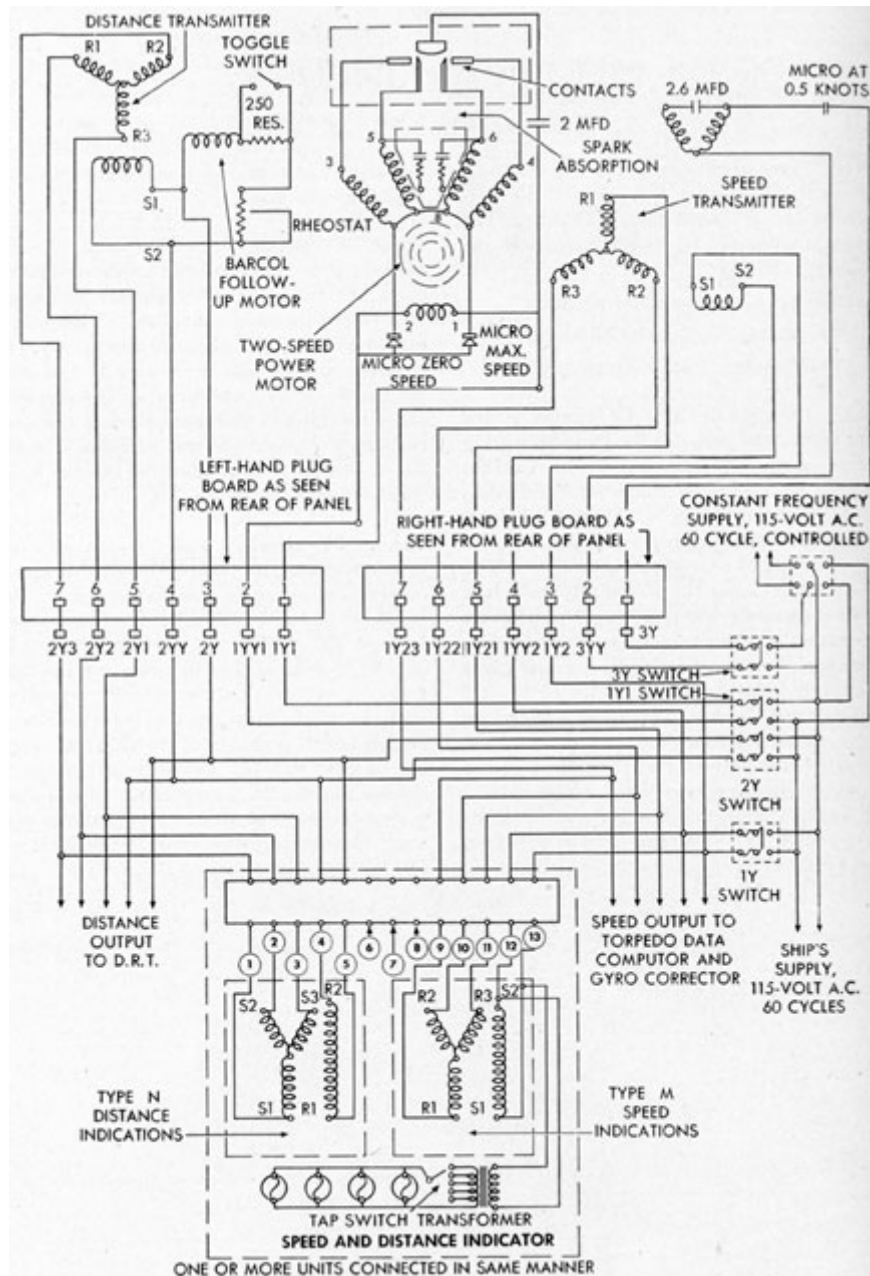 DISTANCE TRANSMITTER
R1
R2
R3
TOGGLE
SWITCH
250
RES.
S1
S2
RHEOSTAT
BARCOL
FOLLOW-
UP MOTOR
TWO-SPEED
POWER
MOTOR
CONTACTS
2 MFD
SPARK
ABSORPTION
3
5
6
4
2
1
MICRO ZERO
SPEED
MICRO
MAX.
SPEED
2.6 MFD
MICRO AT
0.5 KNOTS
SPEED
TRANSMITTER
R1
R3
R2
S1
S2
LEFT-HAND PLUG
BOARD AS SEEN
FROM REAR OF PANEL
RIGHT-HAND PLUG BOARD AS
SEEN FROM REAR OF PANEL
CONSTANT FREQUENCY
SUPPLY, 115-VOLT A.C.
60 CYCLE, CONTROLLED
7 6 5 4 3 2 1
7 6 5 4 3 2 1
2Y3 2Y2 2Y1 2YY 2Y 1YY1 1Y1
1Y23 1Y22 1Y21 1YY2 1Y2 3YY 3Y
3Y SWITCH
1Y1 SWITCH
2Y
SWITCH
1Y
SWITCH
DISTANCE
OUTPUT
TO D.R.T.
SPEED OUTPUT TO
TORPEDO DATA
COMPUTOR AND
GYRO CORRECTOR
SHIP'S
SUPPLY,
115-VOLT A.C.
60 CYCLES
1 2 3 4 5 6 7 8 9 10 11 12 13
S2 S3 R2
S1 R1
R2 R3 S2
R1 S1
TYPE N
DISTANCE
INDICATIONS
TYPE M
SPEED
INDICATIONS
TAP SWITCH TRANSFORMER
SPEED AND DISTANCE INDICATOR
ONE OR MORE UNITS CONNECTED IN SAME MANNER